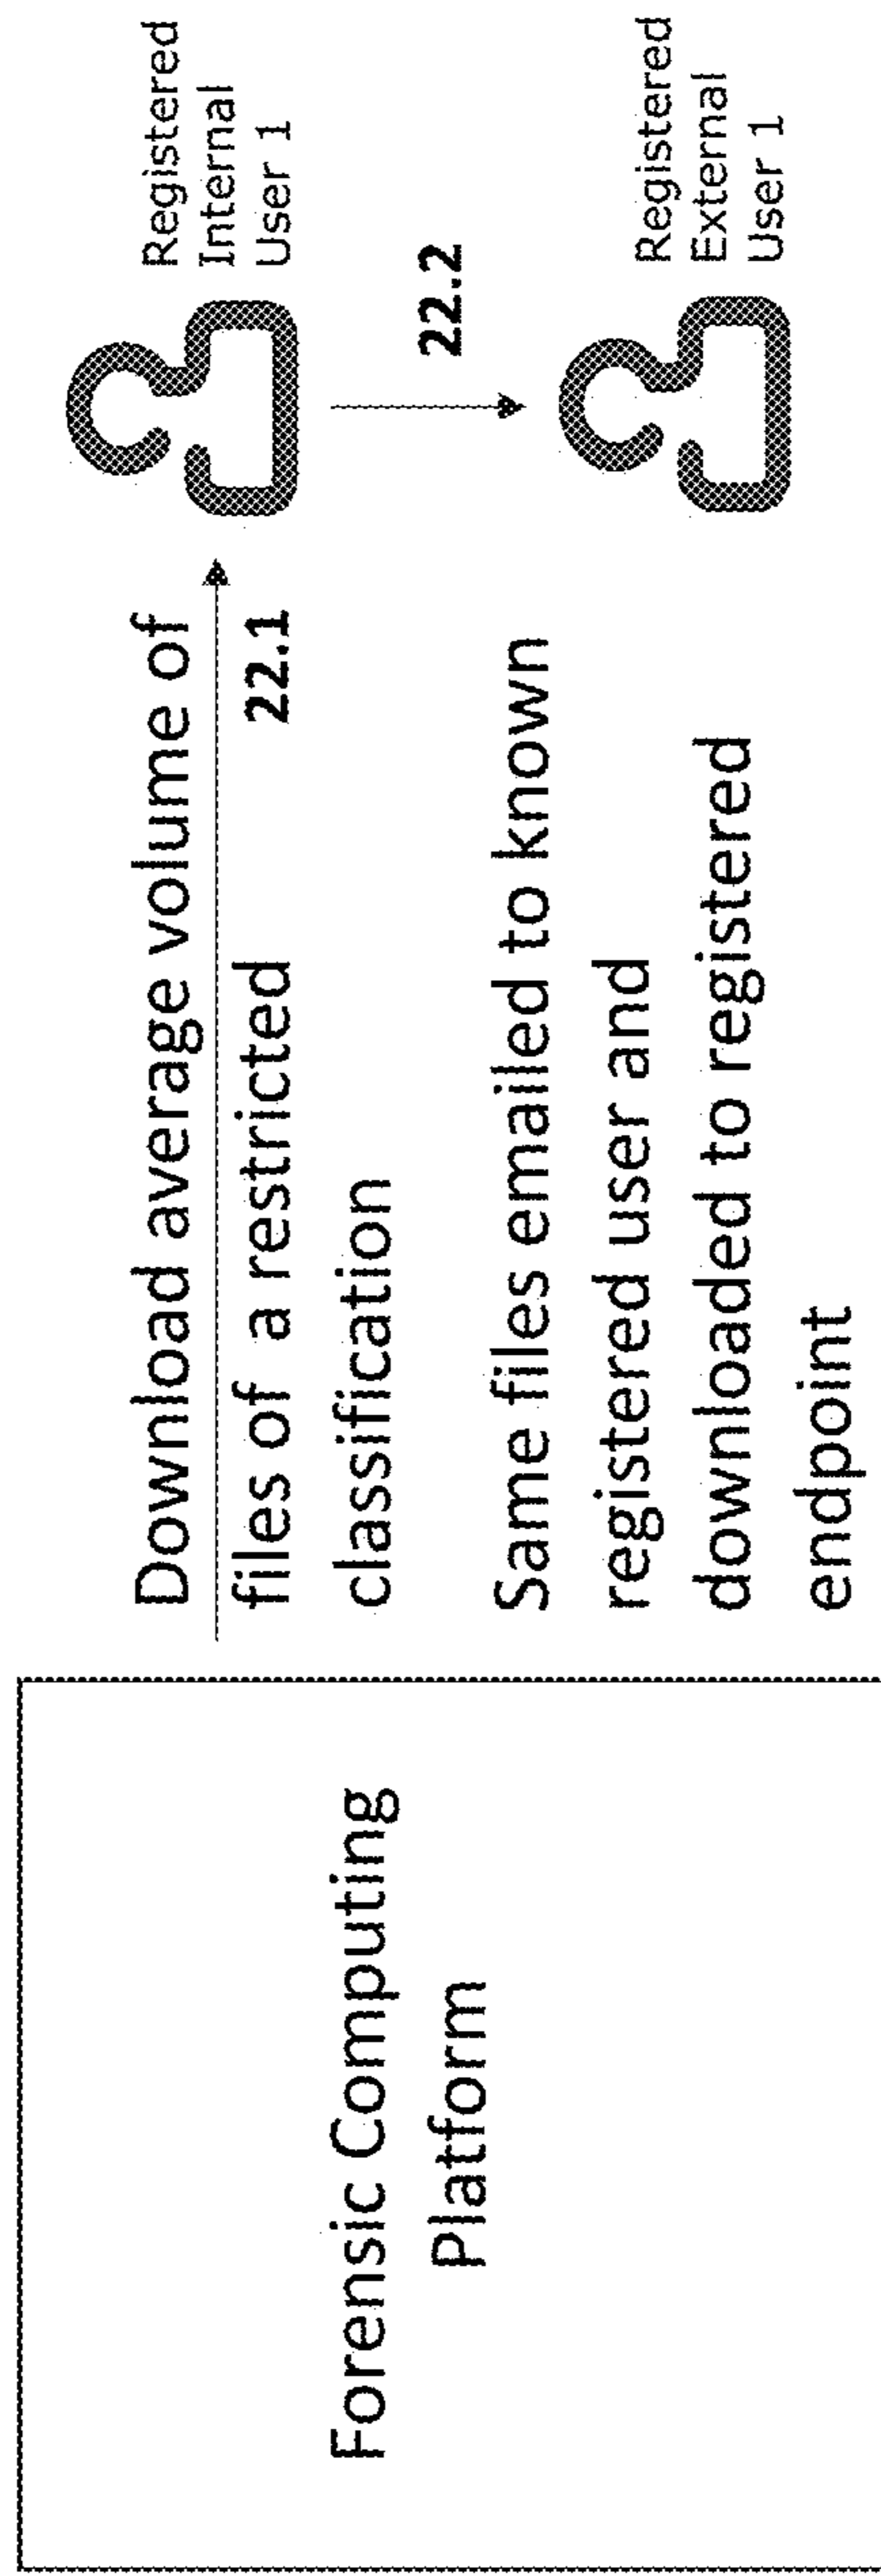 Forensic Computing
Platform
Download average volume of
22.1
files of a restricted
classification
Same files emailed to known
registered user and
downloaded to registered
endpoint
Registered
Internal
User 1
22.2
Registered
External
User 1